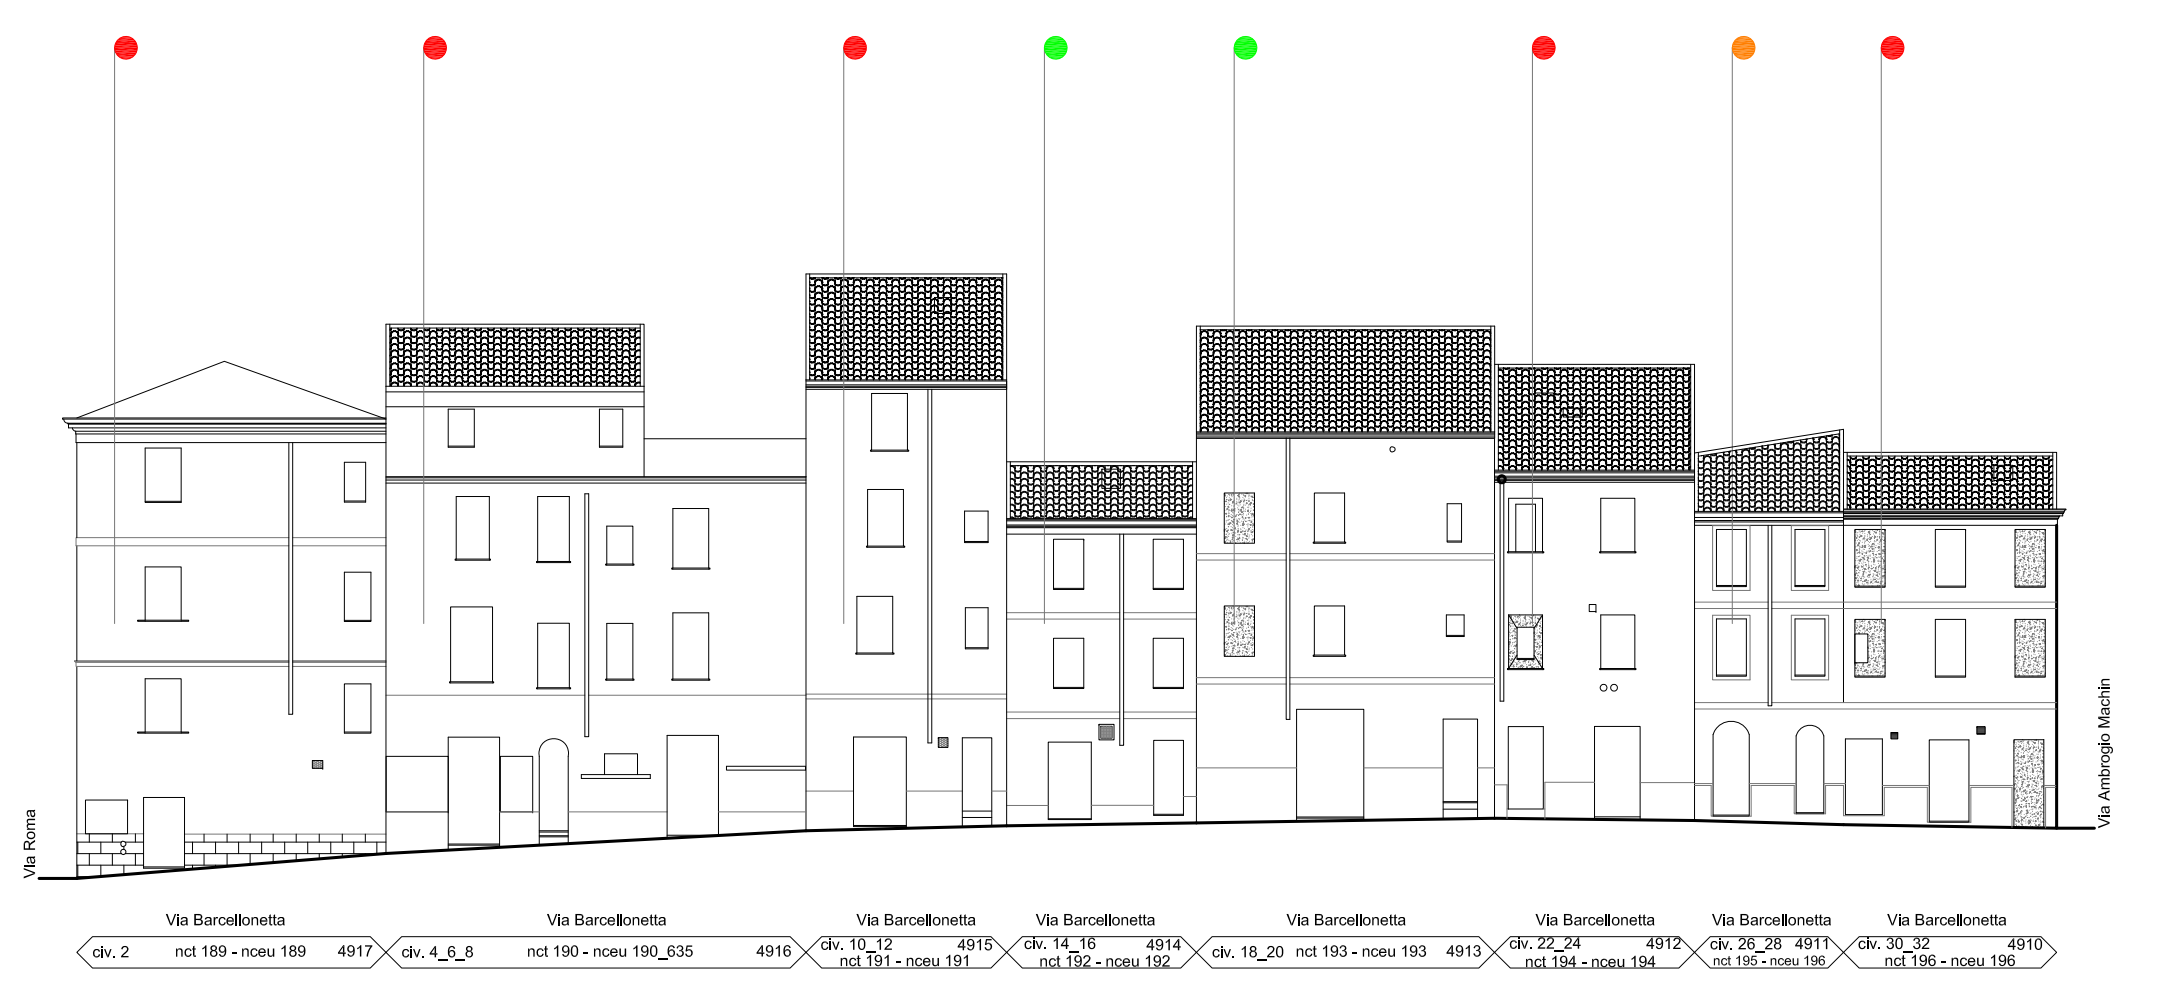 VIa Roma
Via Ambrogio Machin
Via Barcellonetta
civ. 2 nct 189 - nceu 189 4917
Via Barcellonetta
civ. 4_6_8 nct 190 - nceu 190_635 4916
Via Barcellonetta
civ. 10_12 4915
nct 191 - nceu 191
Via Barcellonetta
civ. 14_16 4914
nct 192 - nceu 192
Via Barcellonetta
civ. 18_20 nct 193 - nceu 193 4913
Via Barcellonetta
civ. 22_24 4912
nct 194 - nceu 194
Via Barcellonetta
civ. 26_28 4911
nct 195 - nceu 196
Via Barcellonetta
civ. 30_32 4910
nct 196 - nceu 196